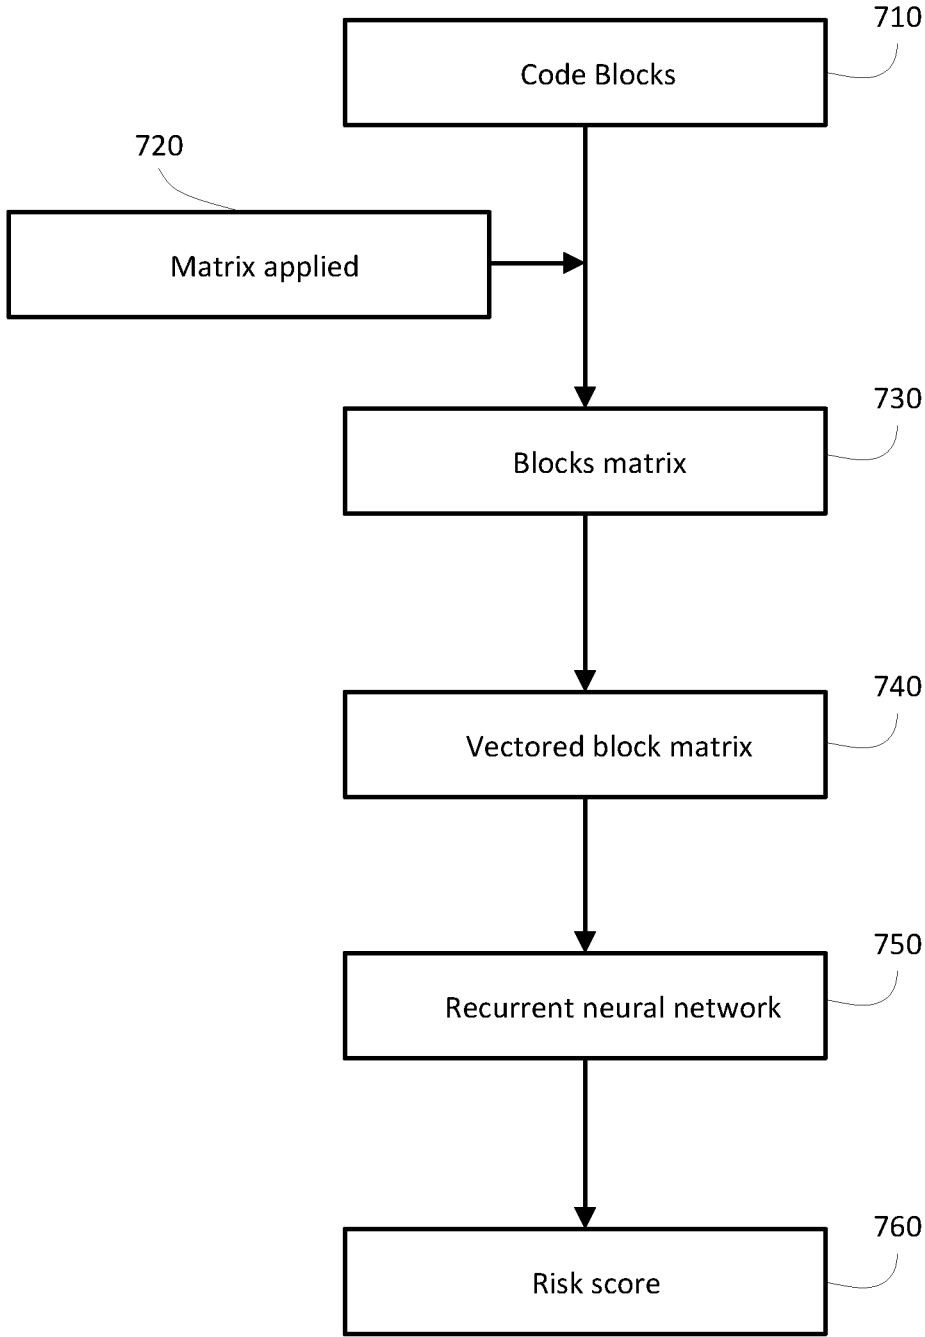 710
Code Blocks
720
Matrix applied
730
Blocks matrix
740
Vectored block matrix
750
Recurrent neural network
760
Risk score